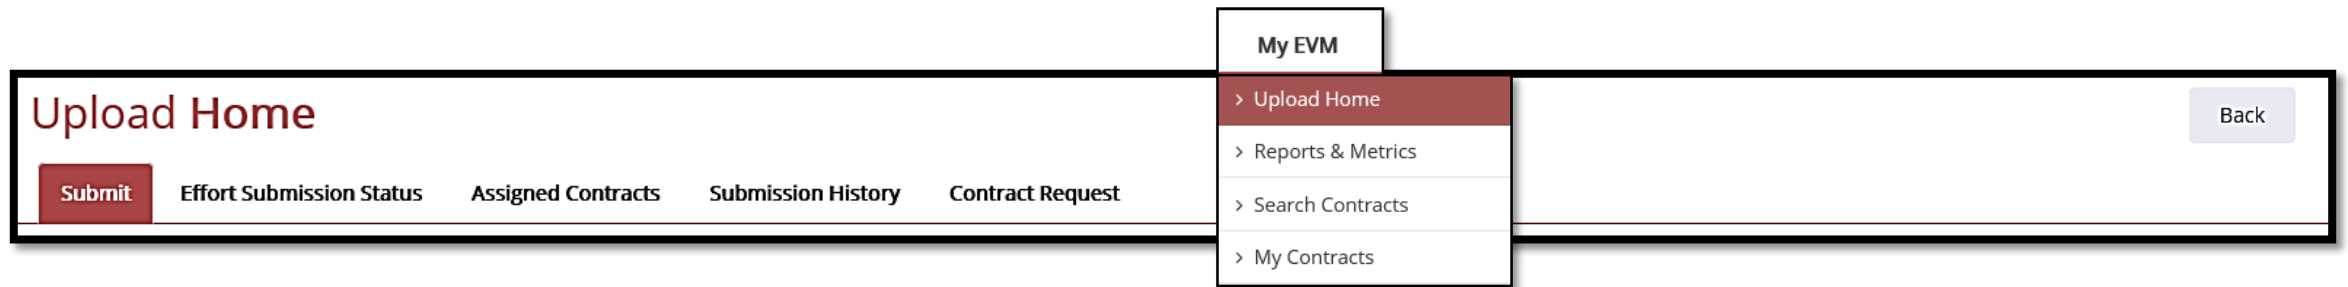 My EVM
Upload Home
Back
Submit Effort Submission Status Assigned Contracts Submission History Contract Request
> Upload Home
> Reports & Metrics
> Search Contracts
> My Contracts